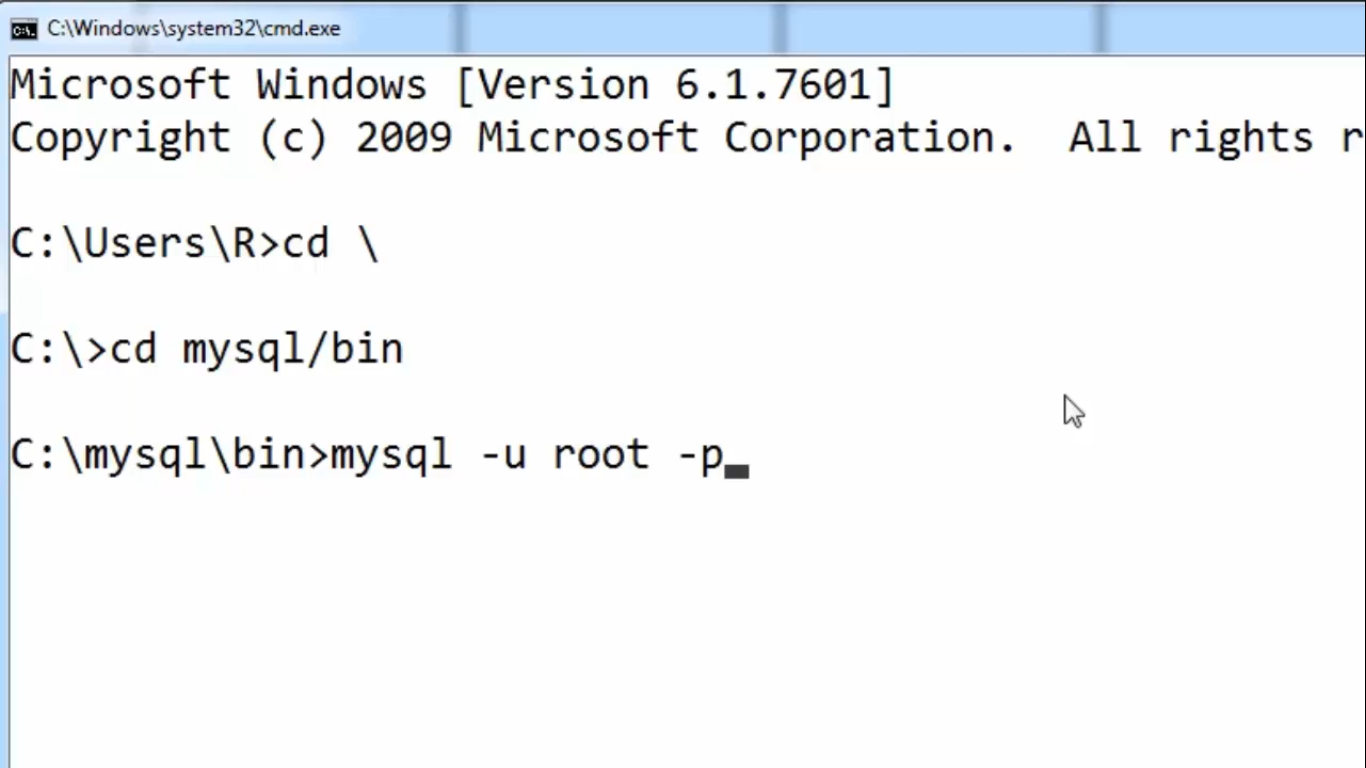 C:\Windows\system32\cmd.exe
Microsoft Windows [Version 6.1.7601]
Copyright (c) 2009 Microsoft Corporation.  All rights r
C:\Users\R>cd \
C:\>cd mysql/bin
C:\mysql\bin>mysql -u root -p